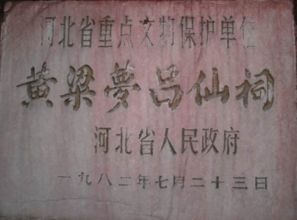 河北省重点文物保护单位
黄粱夢吕仙祠
河北省人民政府
一九八二年七月二十三日